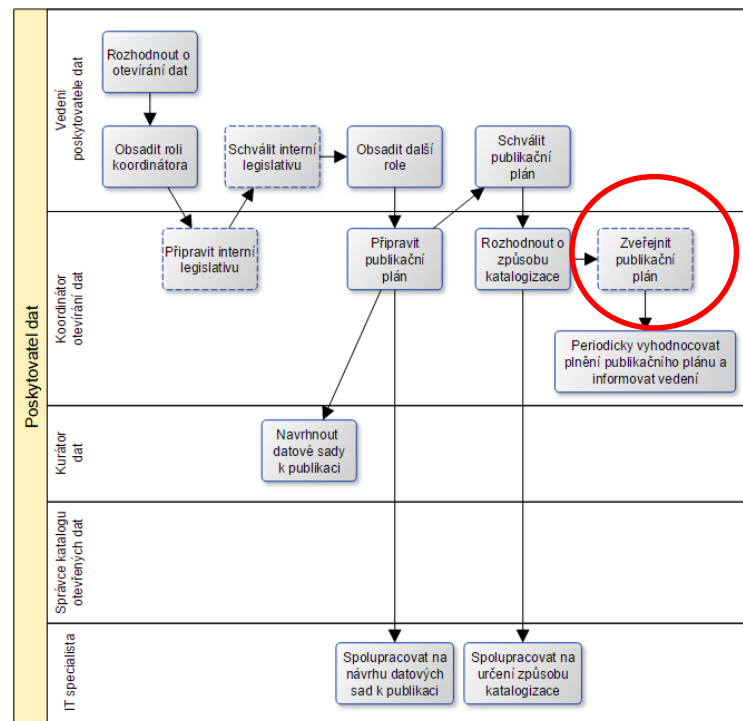 Poskytovatel dat
Vedení
poskytovatele dat
Rozhodnout o
otevírání dat
Obsadit roli
koordinátora
Schválit interní
legislativu
Obsadit další
role
Schválit
publikační
plán
Koordinátor
otevírání dat
Připravit interní
legislativu
Připravit
publikační
plán
Rozhodnout o
způsobu
katalogizace
Zveřejnit
publikační
plán
Periodicky vyhodnocovat
plnění publikačního plánu a
informovat vedení
Kurátor
dat
Navrhnout
datové sady
k publikaci
Správce katalogu
otevřených dat
IT specialista
Spolupracovat na
návrhu datových
sad k publikaci
Spolupracovat na
určení způsobu
katalogizace